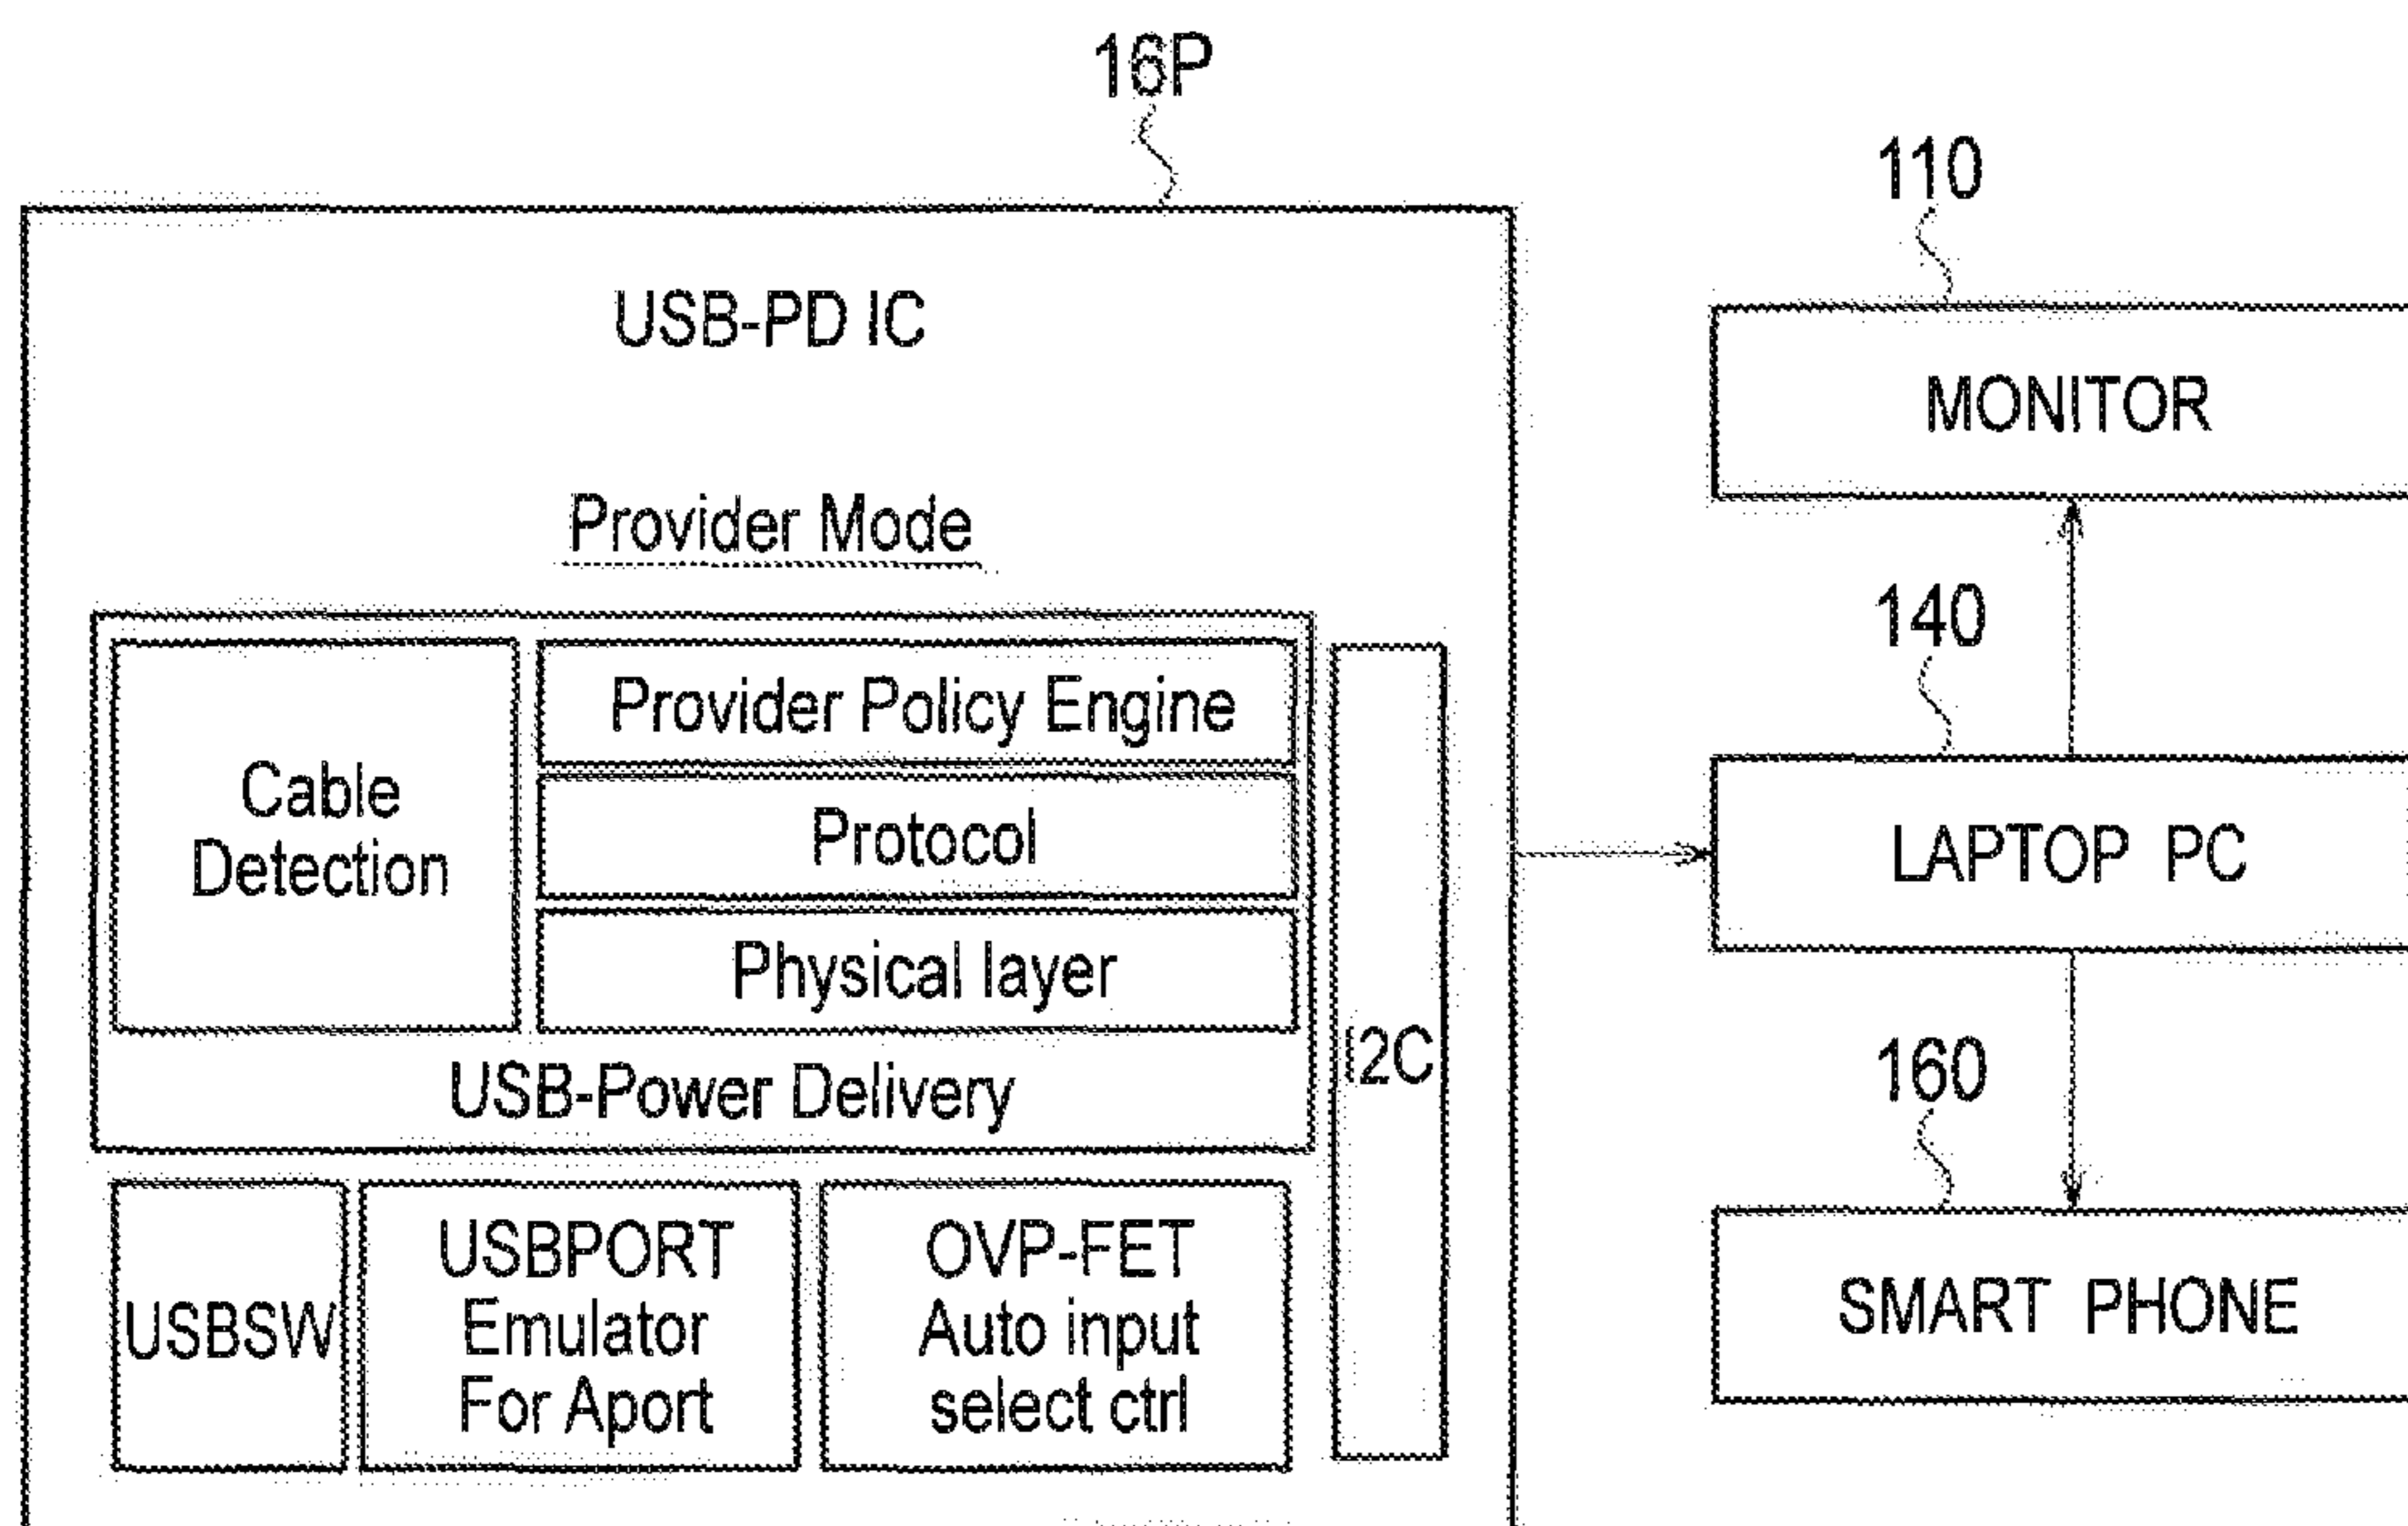 16P
USB-PD IC
Provider Mode
Cable
Detection
Provider Policy Engine
Protocol
Physical layer
USB-Power Delivery
I2C
USBSW
USBPORT
Emulator
For Aport
OVP-FET
Auto input
select ctrl
110
MONITOR
140
LAPTOP PC
160
SMART PHONE